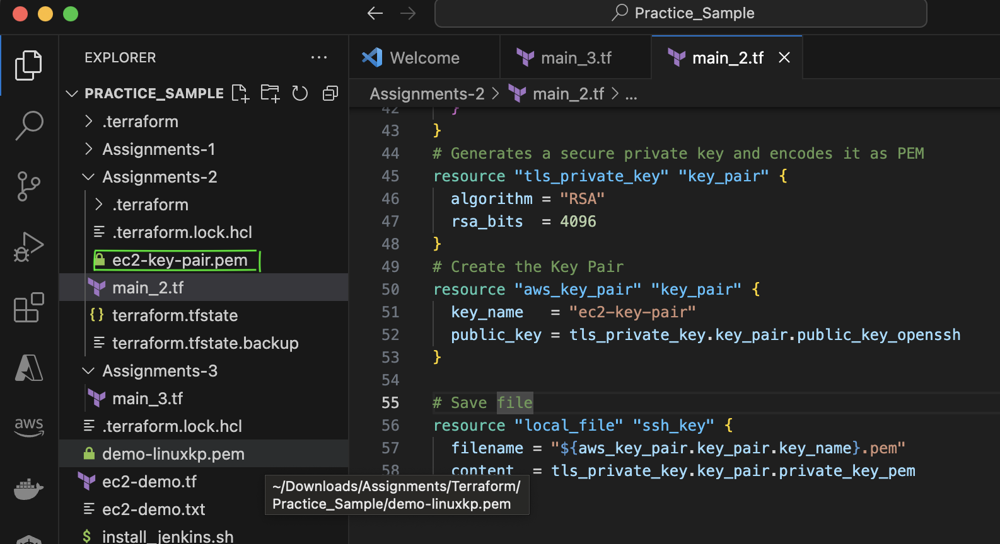 Practice_Sample
EXPLORER
PRACTICE_SAMPLE
.terraform
Assignments-1
Assignments-2
.terraform
.terraform.lock.hcl
ec2-key-pair.pem
main_2.tf
terraform.tfstate
terraform.tfstate.backup
Assignments-3
main_3.tf
.terraform.lock.hcl
demo-linuxkp.pem
ec2-demo.tf
ec2-demo.txt
$ install_jenkins.sh
aws
Welcome
main_3.tf
main_2.tf
Assignments-2 > main_2.tf > ...
42 }
43 }
44 # Generates a secure private key and encodes it as PEM
45 resource "tls_private_key" "key_pair" {
46 algorithm = "RSA"
47 rsa_bits = 4096
48 }
49 # Create the Key Pair
50 resource "aws_key_pair" "key_pair" {
51 key_name = "ec2-key-pair"
52 public_key = tls_private_key.key_pair.public_key_openssh
53 }
54
55 # Save file
56 resource "local_file" "ssh_key" {
57 filename = "${aws_key_pair.key_pair.key_name}.pem"
58 content = tls_private_key.key_pair.private_key_pem
~/Downloads/Assignments/Terraform/
Practice_Sample/demo-linuxkp.pem